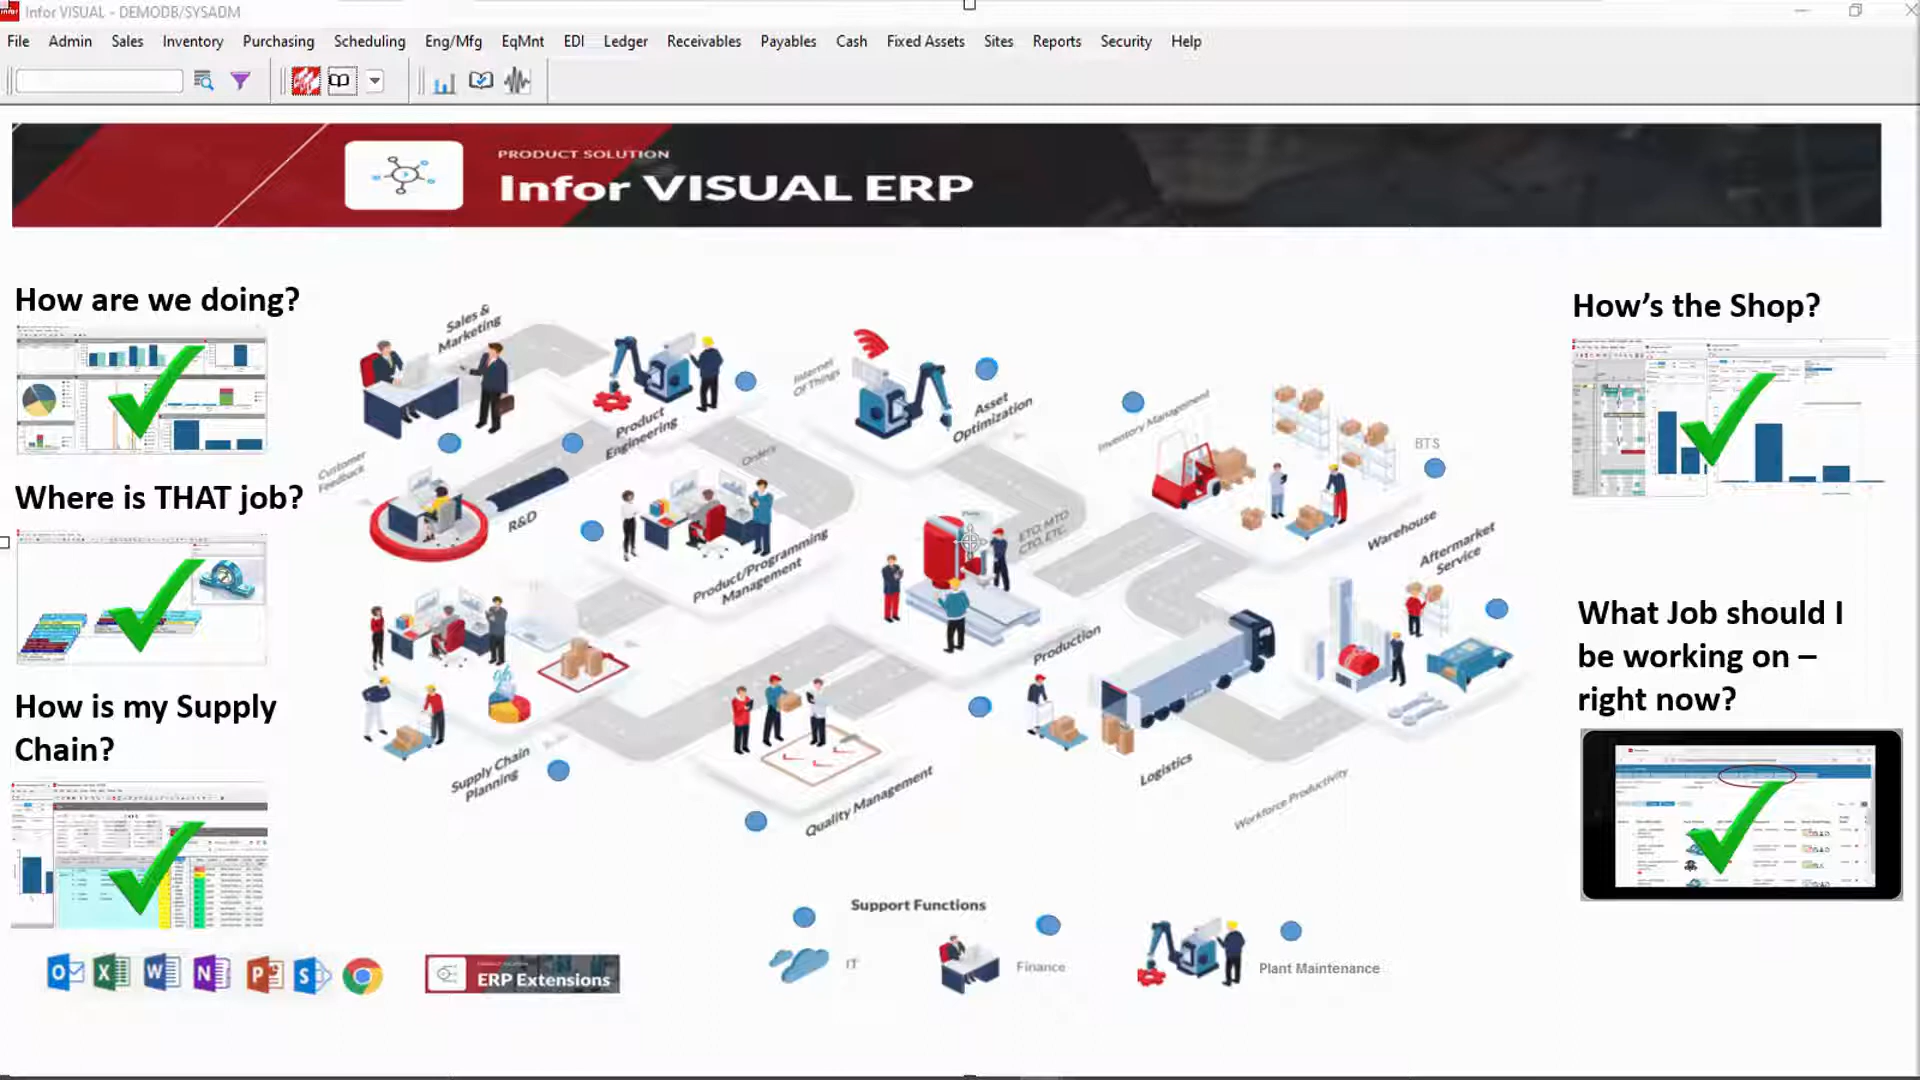 infor Infor VISUAL - DEMODB/SYSADM
File Admin Sales Inventory Purchasing Scheduling Eng/Mfg EqMnt EDI Ledger Receivables Payables Cash Fixed Assets Sites Reports Security Help
PRODUCT SOLUTION
Infor VISUAL ERP
How are we doing?
Where is THAT job?
How is my Supply
Chain?
Sales &
Marketing
Customer
Feedback
R&D
Product
Engineering
Orders
Product/Programming
Management
Internet
Of Things
Asset
Optimization
ETO, MTO
CTO, ETC.
Inventory Management
BTS
Warehouse
Aftermarket
Service
Production
Supply Chain
Planning
Quality Management
Logistics
Workforce Productivity
How's the Shop?
What Job should I
be working on –
right now?
Support Functions
IT
Finance
Plant Maintenance
PRODUCT SOLUTION
ERP Extensions